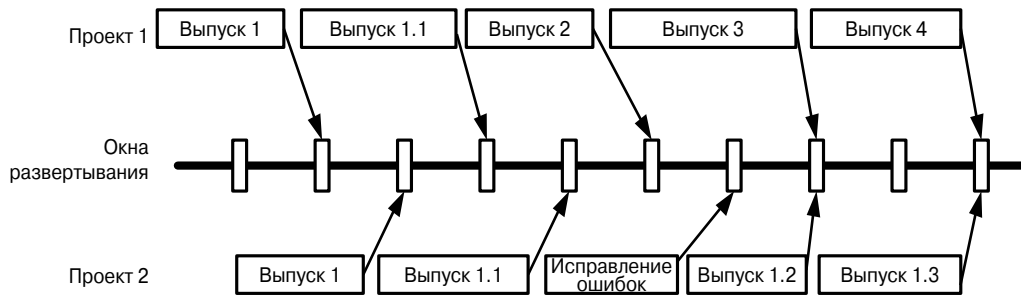 Проект 1
Выпуск 1
Выпуск 1.1
Выпуск 2
Выпуск 3
Выпуск 4
Окна
развертывания
Проект 2
Выпуск 1
Выпуск 1.1
Исправление
ошибок
Выпуск 1.2
Выпуск 1.3